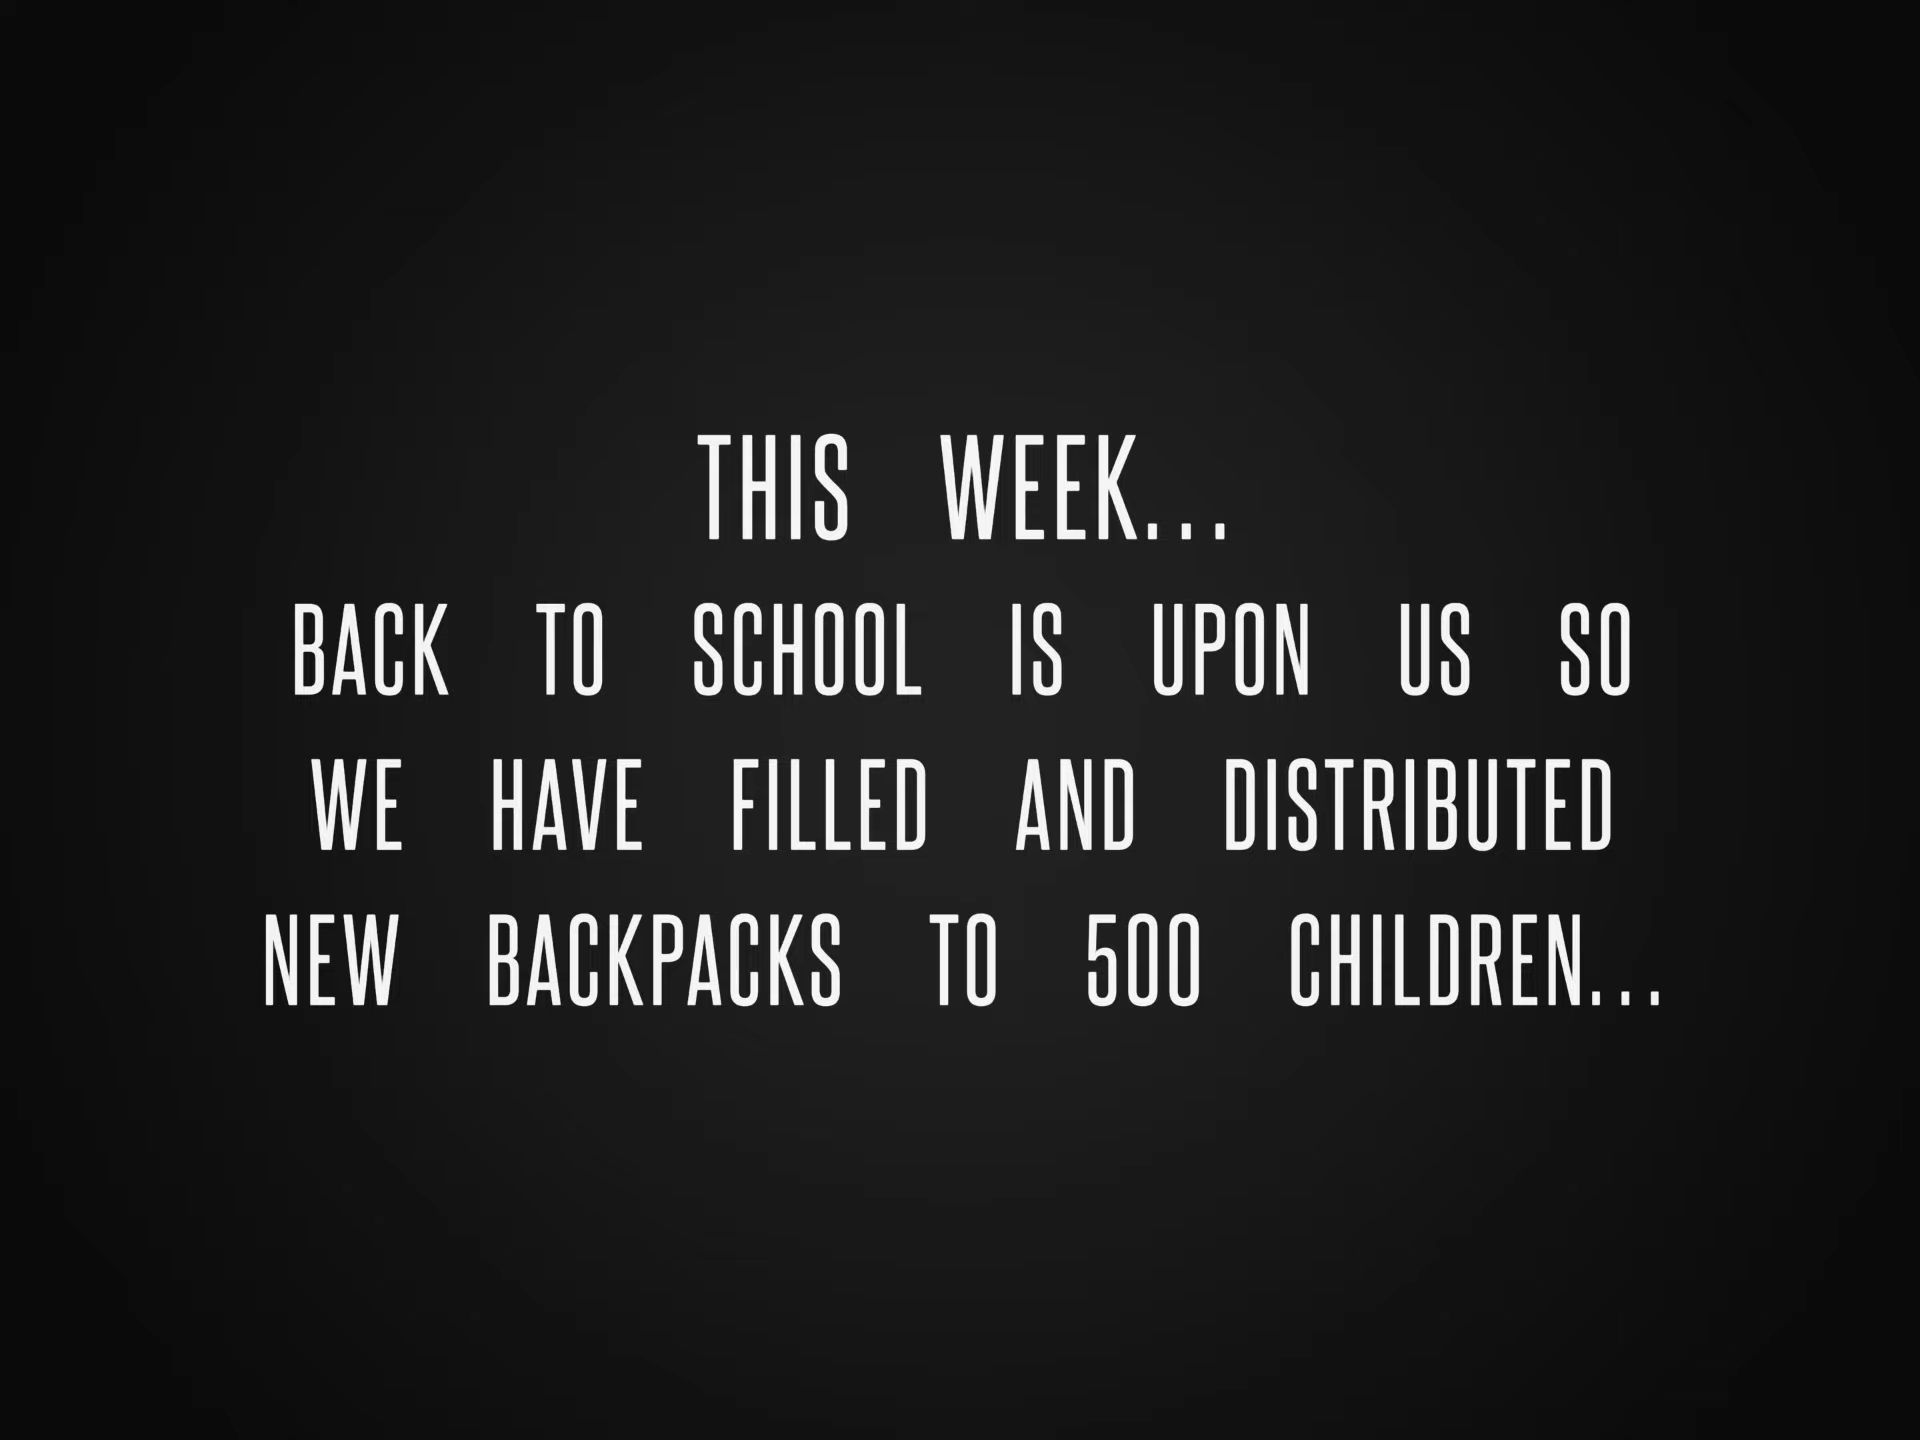 THIS WEEK...
BACK TO SCHOOL IS UPON US SO
WE HAVE FILLED AND DISTRIBUTED
NEW BACKPACKS TO 500 CHILDREN...